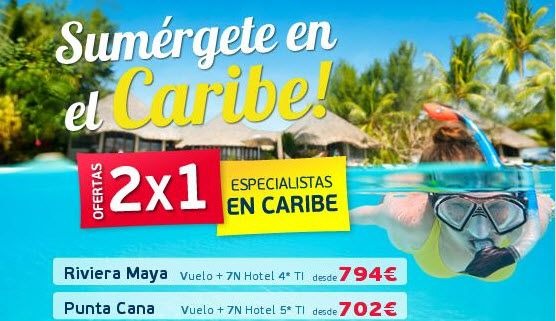 Sumérgete en
el Caribe!
OFERTAS
2x1
ESPECIALISTAS
EN CARIBE
Riviera Maya Vuelo + 7N Hotel 4* TI desde 794€
Punta Cana Vuelo + 7N Hotel 5* TI desde 702€